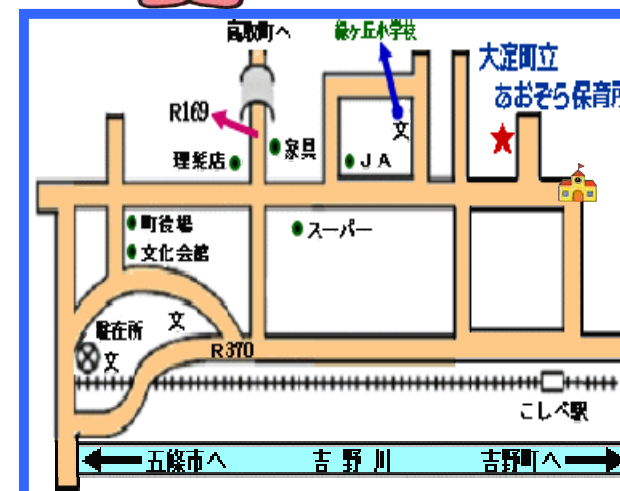 高取町へ
緑ヶ丘小学校
大淀町立
あおぞら保育所
R169
文
家具
理髪店
JA
町役場
スーパー
文化会館
駐在所
文
文
R370
こしべ駅
五條市へ
吉野川
吉野町へ